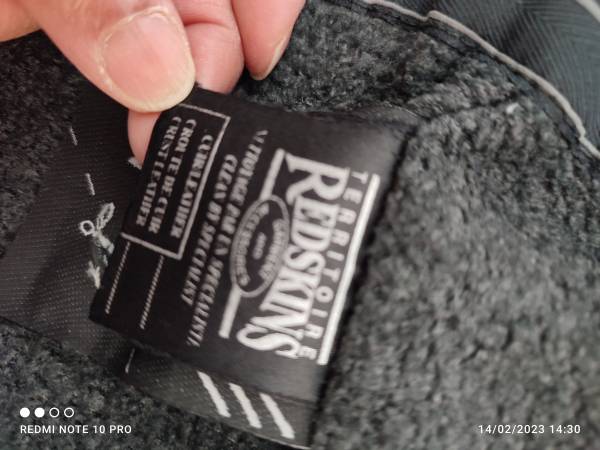 TERRITOIRE
REDSKINS
NETTOYAGE PAR UN SPECIALISTE
CLEAN BY SPECIALIST
CUIR/LEATHER
CROUTE DE CUIR
CRUST LEATHER
REDMI NOTE 10 PRO
14/02/2023 14:30